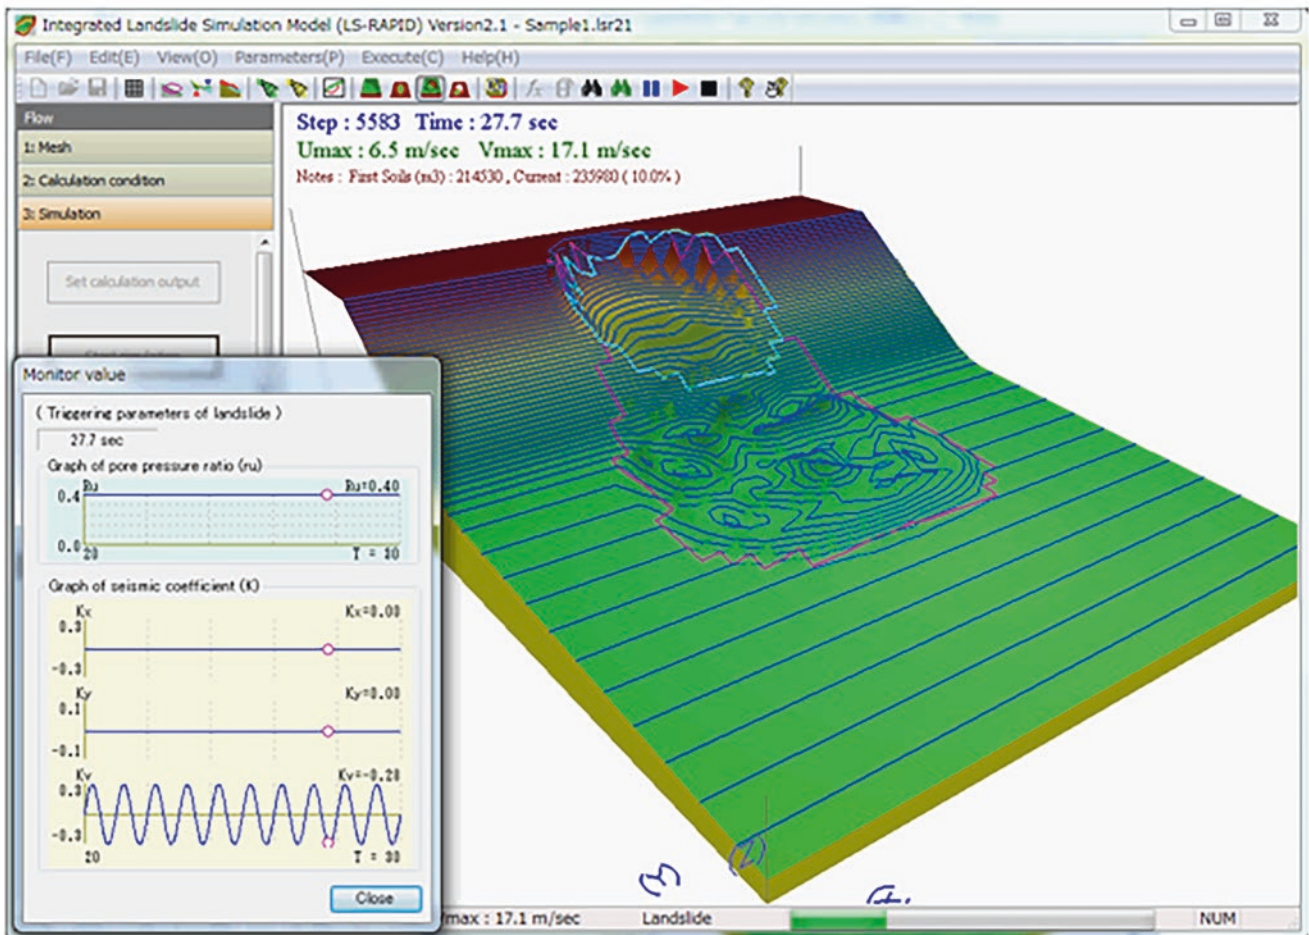 Integrated Landslide Simulation Model (LS-RAPID) Version2.1 - Sample1.lsr21
File(F) Edit(E) View(O) Parameters(P) Execute(C) Help(H)
Flow
1: Mesh
2: Calculation condition
3: Simulation
Set calculation output
Step : 5583 Time : 27.7 sec
Umax : 6.5 m/sec Vmax : 17.1 m/sec
Notes : First Soils (m3) : 214530 , Current : 235980 ( 10.0% )
Monitor value
( Triggering parameters of landslide )
27.7 sec
Graph of pore pressure ratio (ru)
Ru Ru=0.40
0.4
0.0
20 T = 30
Graph of seismic coefficient (K)
Kx Kx=0.00
0.3
-0.3
Ky Ky=0.00
0.1
-0.1
Kv Kv=-0.28
0.3
-0.3
20 T = 30
Close
max : 17.1 m/sec Landslide NUM